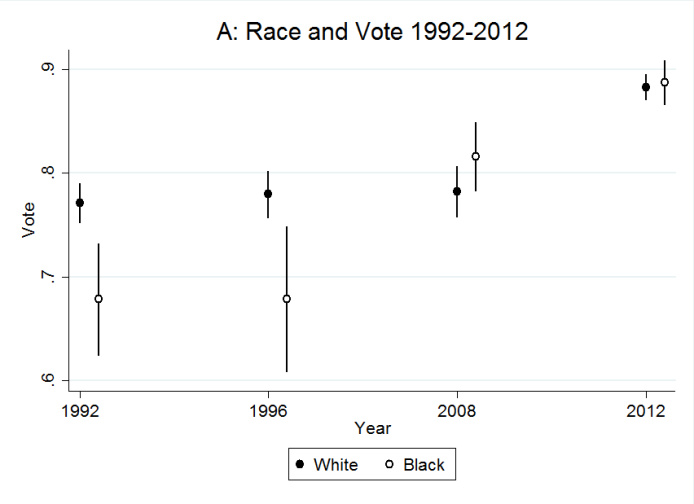 A: Race and Vote 1992-2012
.9
.8
.7
.6
Vote
1992 1996 2008 2012
Year
White Black